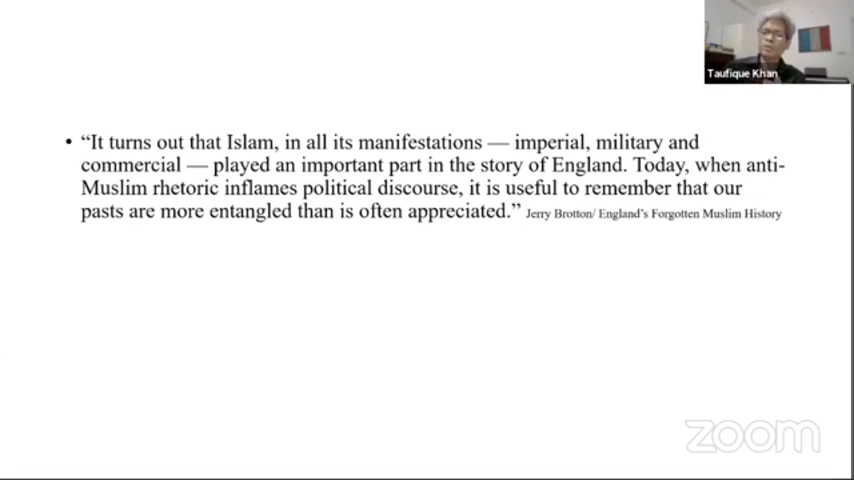 Taufique Khan
• “It turns out that Islam, in all its manifestations — imperial, military and
commercial — played an important part in the story of England. Today, when anti-
Muslim rhetoric inflames political discourse, it is useful to remember that our
pasts are more entangled than is often appreciated.” Jerry Brotton/ England’s Forgotten Muslim History
zoom